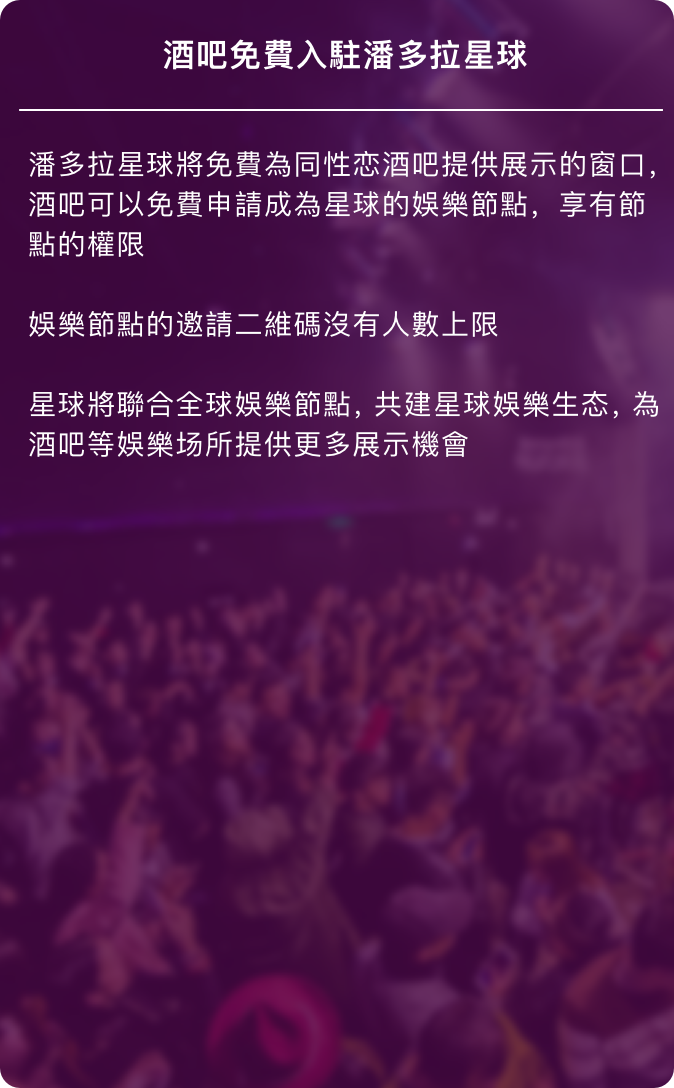 酒吧免費入駐潘多拉星球
潘多拉星球將免費為同性恋酒吧提供展示的窗口,
酒吧可以免費申請成為星球的娛樂節點, 享有節
點的權限
娛樂節點的邀請二維碼沒有人數上限
星球將聯合全球娛樂節點, 共建星球娛樂生态, 為
酒吧等娛樂场所提供更多展示機會